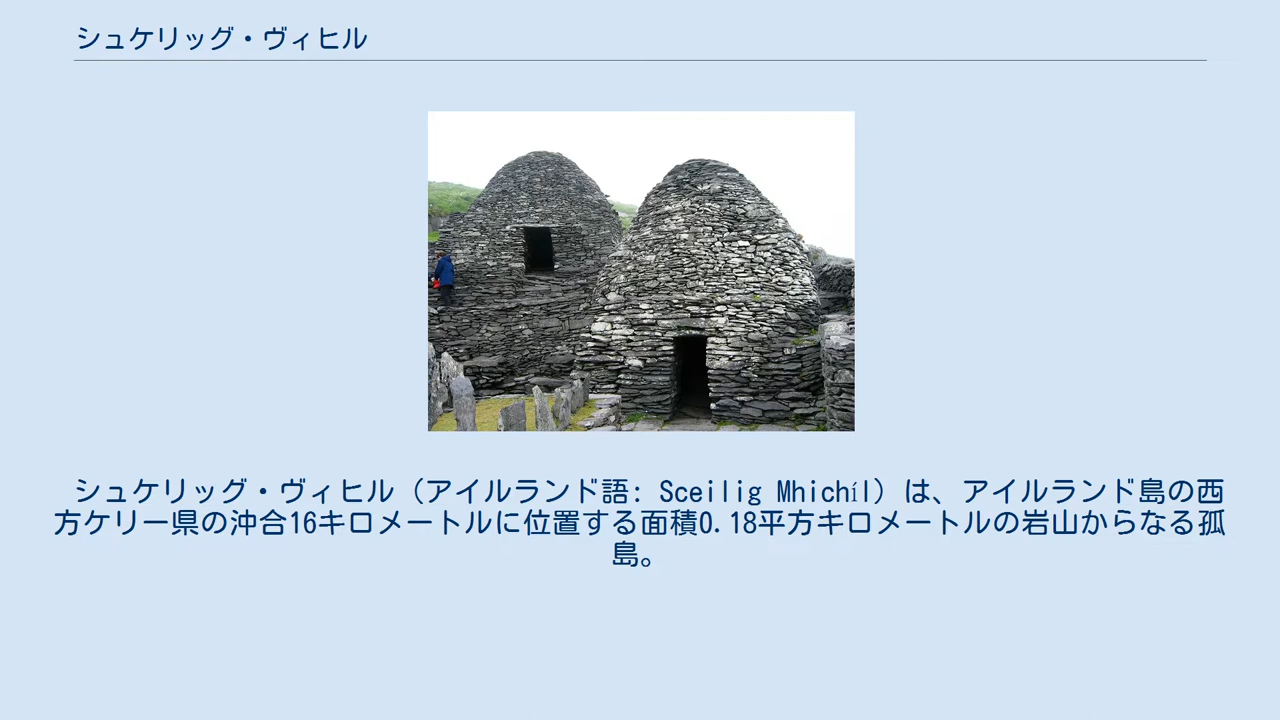 シュケリッグ・ヴィヒル
シュケリッグ・ヴィヒル（アイルランド語: Sceilig Mhichíl）は、アイルランド島の西
方ケリー県の沖合16キロメートルに位置する面積0.18平方キロメートルの岩山からなる孤
島。